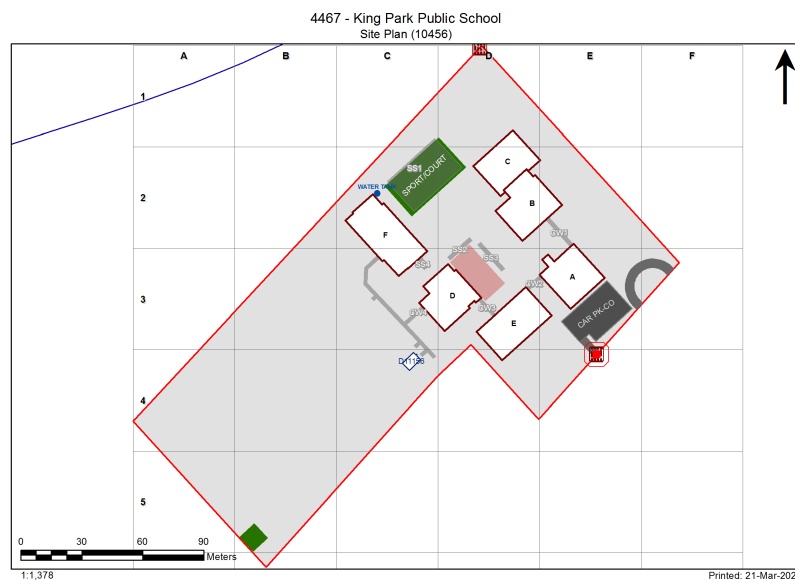 4467 - King Park Public School
Site Plan (10456)
A B C D E F
1
C
SS1
SPORT/COURT
WATER TANK
2
B
F
CW1
SS2
SS3
SS4
A
CW2
3
D
CW3
CW4
E
CAR PK-CO
D11156
4
5
0 30 60 90
Meters
1:1,378
Printed: 21-Mar-202